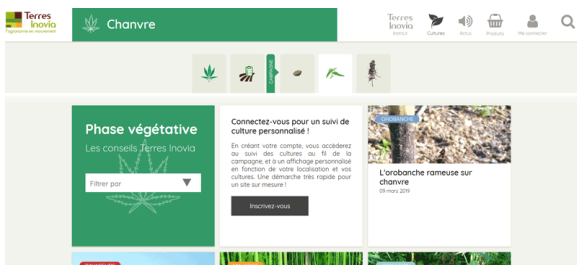 Terres
Inovia
l'agronomie en mouvement
Chanvre
Terres
Inovia
Institut
Cultures
Actus
Produits
Me connecter
CAMPAGNE
Phase végétative
Les conseils Terres Inovia
Filtrer par
Connectez-vous pour un suivi de
culture personnalisé !
En créant votre compte, vous accéderez
au suivi des cultures au fil de la
campagne, et à un affichage personnalisé
en fonction de votre localisation et vos
cultures. Une démarche très rapide pour
un site sur mesure !
Inscrivez-vous
OROBANCHE
L'orobanche rameuse sur
chanvre
09 mars 2019